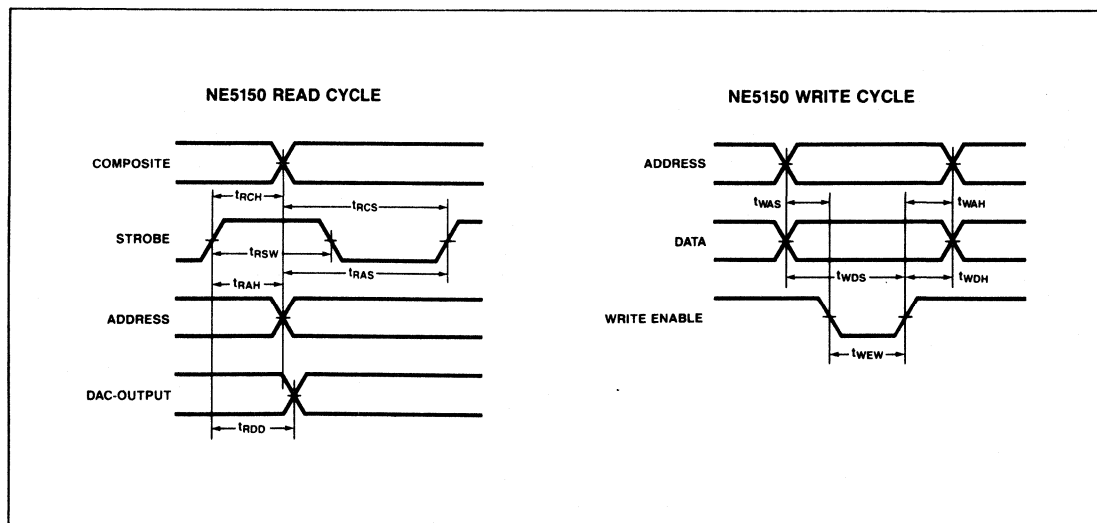 NE5150 READ CYCLE
COMPOSITE
tRCH
tRCS
STROBE
tRSW
tRAS
tRAH
ADDRESS
DAC-OUTPUT
tRDD
NE5150 WRITE CYCLE
ADDRESS
tWAS
tWAH
DATA
tWDS
tWDH
WRITE ENABLE
tWEW